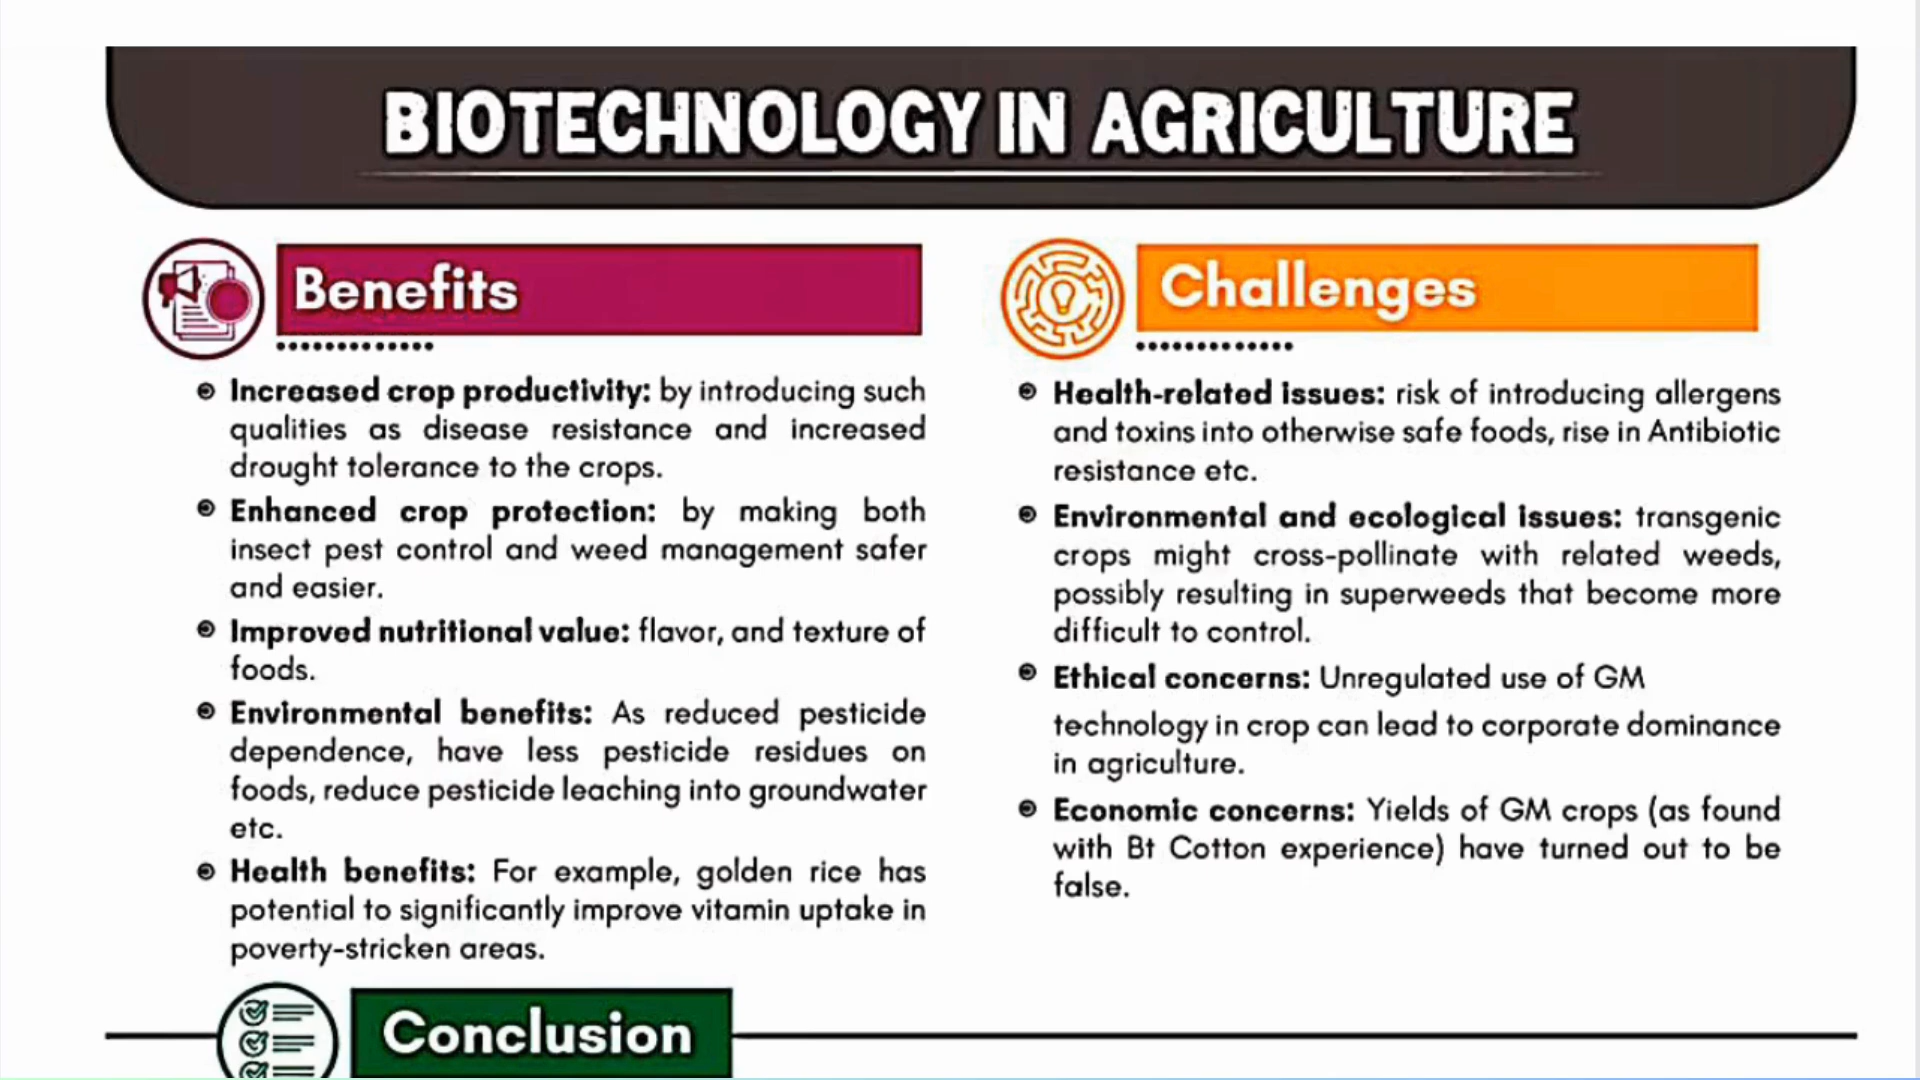 BIOTECHNOLOGY IN AGRICULTURE
Benefits
Increased crop productivity: by introducing such
qualities as disease resistance and increased
drought tolerance to the crops.
Enhanced crop protection: by making both
insect pest control and weed management safer
and easier.
Improved nutritional value: flavor, and texture of
foods.
Environmental benefits: As reduced pesticide
dependence, have less pesticide residues on
foods, reduce pesticide leaching into groundwater
etc.
Health benefits: For example, golden rice has
potential to significantly improve vitamin uptake in
poverty-stricken areas.
Challenges
Health-related issues: risk of introducing allergens
and toxins into otherwise safe foods, rise in Antibiotic
resistance etc.
Environmental and ecological issues: transgenic
crops might cross-pollinate with related weeds,
possibly resulting in superweeds that become more
difficult to control.
Ethical concerns: Unregulated use of GM
technology in crop can lead to corporate dominance
in agriculture.
Economic concerns: Yields of GM crops (as found
with Bt Cotton experience) have turned out to be
false.
Conclusion